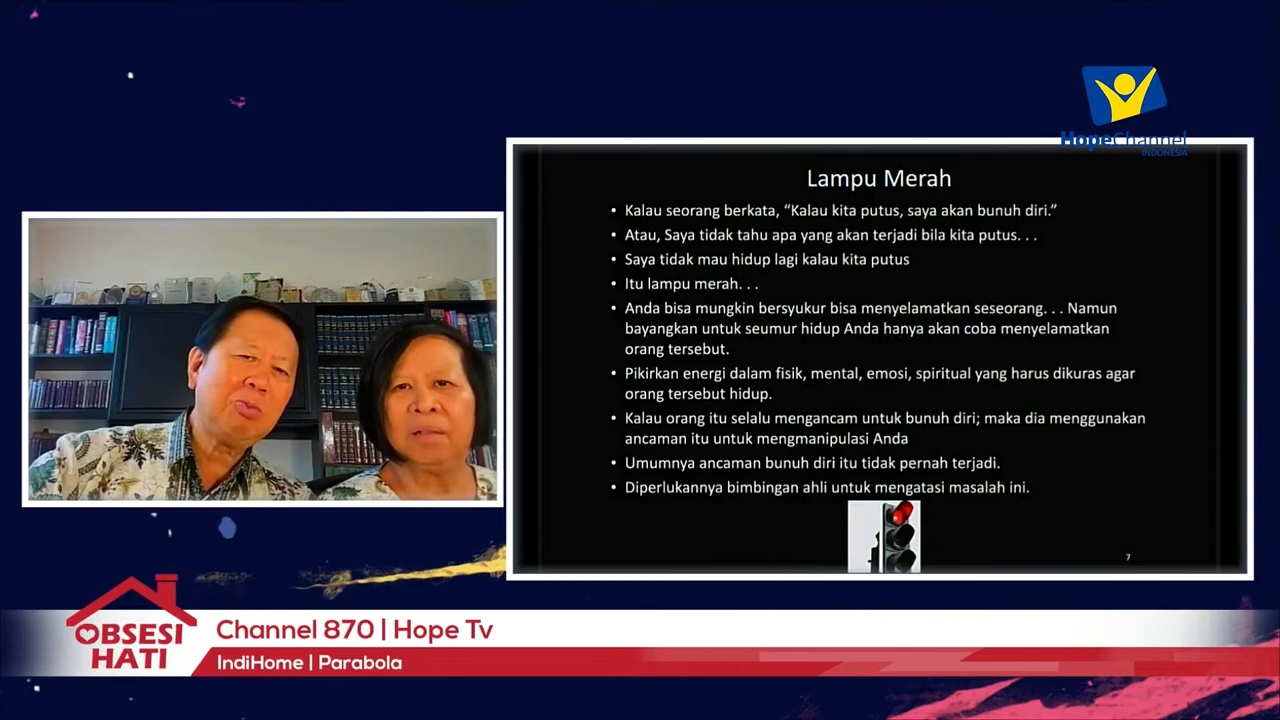 HopeChannel
INDONESIA
Lampu Merah
• Kalau seorang berkata, “Kalau kita putus, saya akan bunuh diri.”
• Atau, Saya tidak tahu apa yang akan terjadi bila kita putus. . .
• Saya tidak mau hidup lagi kalau kita putus
• Itu lampu merah. . .
• Anda bisa mungkin bersyukur bisa menyelamatkan seseorang. . . Namun
bayangkan untuk seumur hidup Anda hanya akan coba menyelamatkan
orang tersebut.
• Pikirkan energi dalam fisik, mental, emosi, spiritual yang harus dikuras agar
orang tersebut hidup.
• Kalau orang itu selalu mengancam untuk bunuh diri; maka dia menggunakan
ancaman itu untuk mengmanipulasi Anda
• Umumnya ancaman bunuh diri itu tidak pernah terjadi.
• Diperlukannya bimbingan ahli untuk mengatasi masalah ini.
7
OBSESI
HATI
Channel 870 | Hope Tv
IndiHome | Parabola